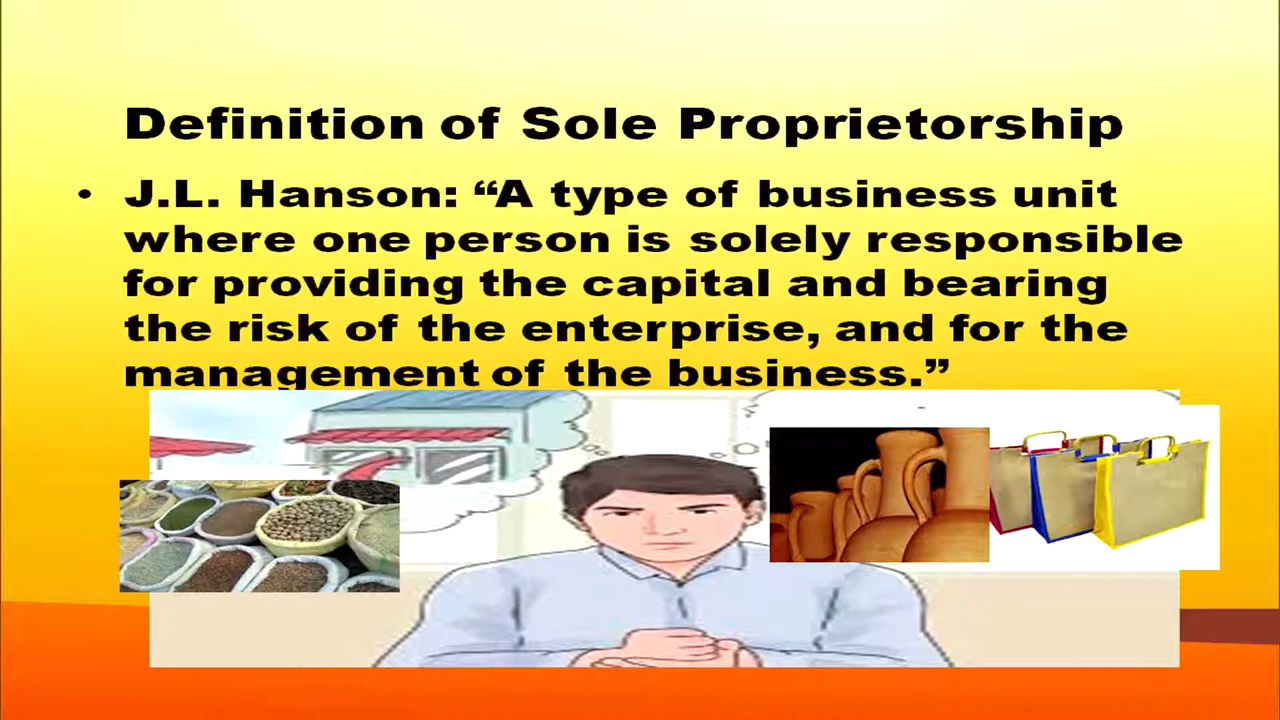 Definition of Sole Proprietorship
• J.L. Hanson: “A type of business unit
where one person is solely responsible
for providing the capital and bearing
the risk of the enterprise, and for the
management of the business.”